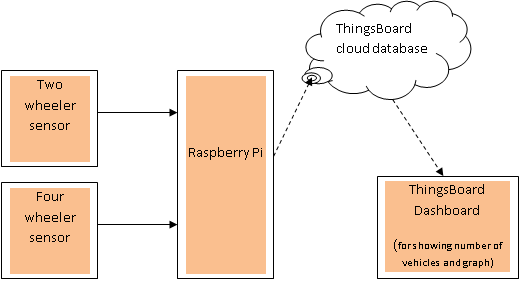 Two
wheeler
sensor
Four
wheeler
sensor
Raspberry Pi
ThingsBoard
cloud database
ThingsBoard
Dashboard
(for showing number of
vehicles and graph)